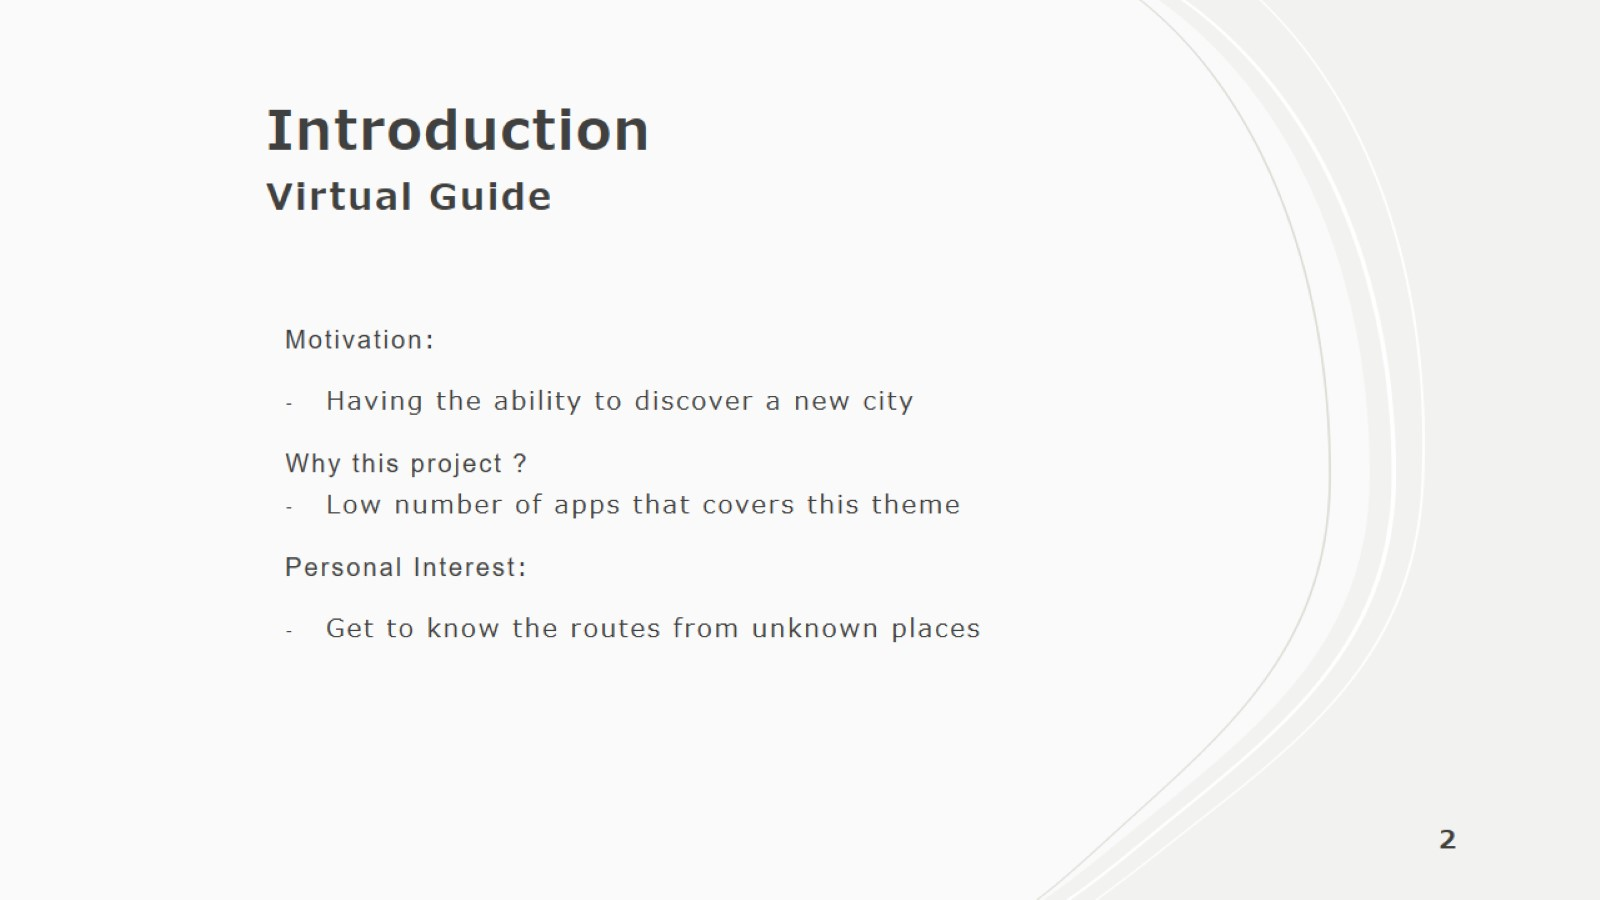 Introduction
Virtual Guide
Motivation:
- Having the ability to discover a new city
Why this project ?
- Low number of apps that covers this theme
Personal Interest:
- Get to know the routes from unknown places
2